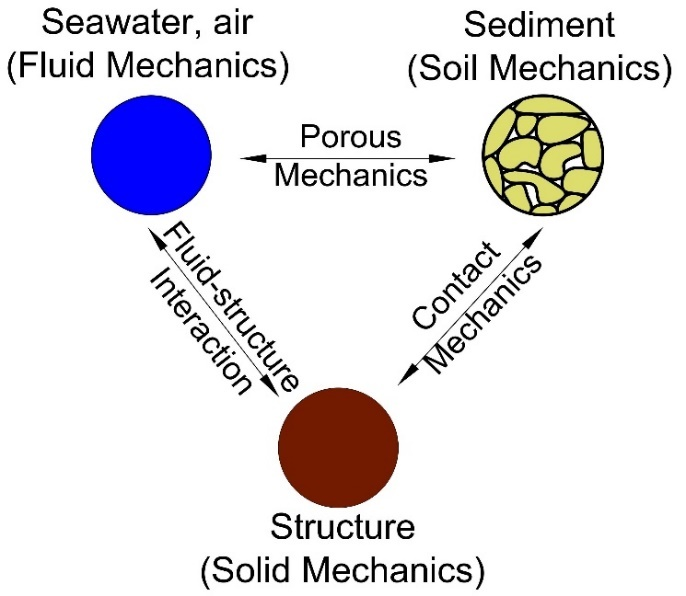 Seawater, air
(Fluid Mechanics)
Sediment
(Soil Mechanics)
Porous
Mechanics
Fluid-structure
Interaction
Contact
Mechanics
Structure
(Solid Mechanics)